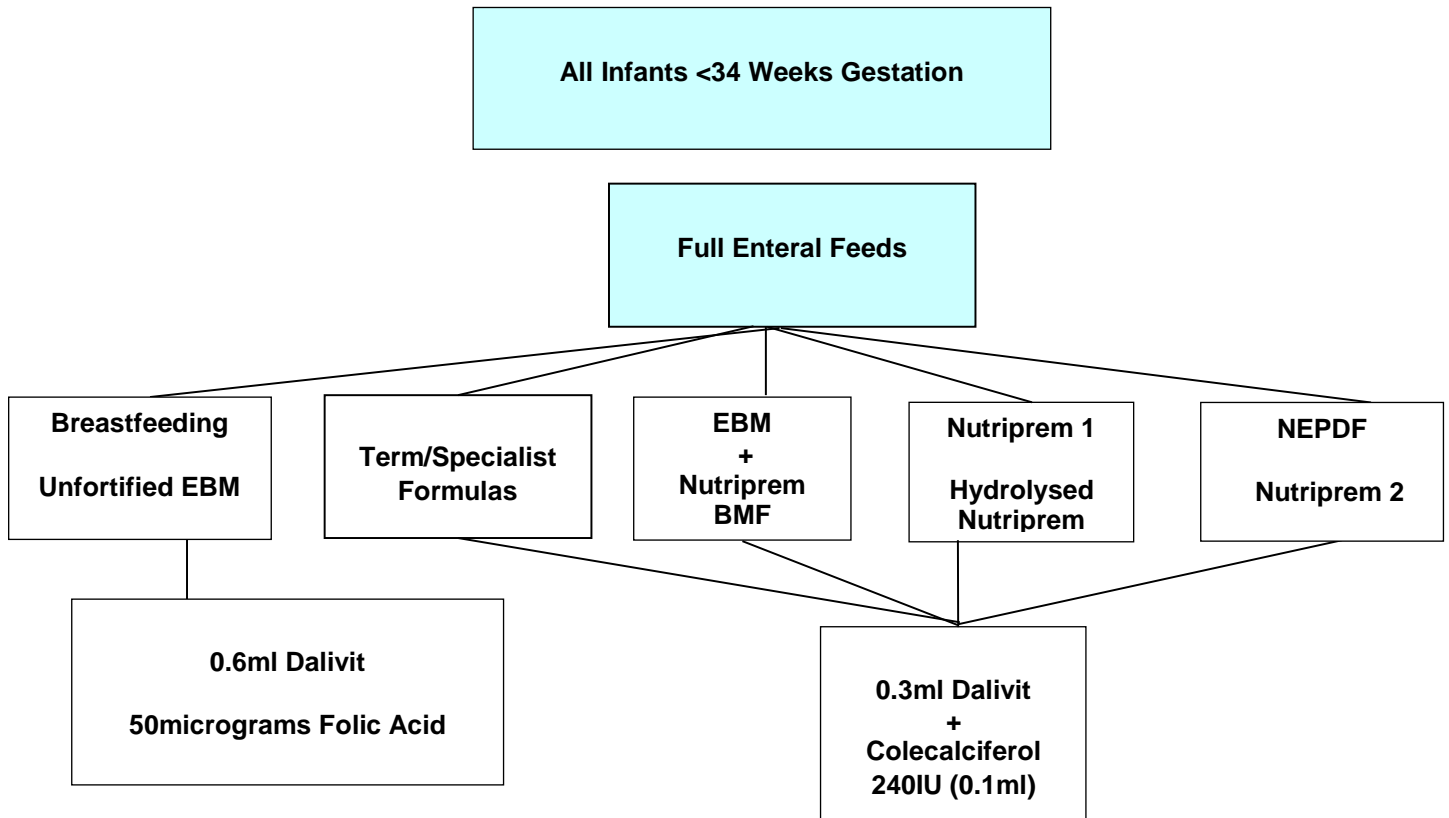 All Infants <34 Weeks Gestation
Full Enteral Feeds
Breastfeeding
Unfortified EBM
Term/Specialist
Formulas
EBM
+
Nutriprem
BMF
Nutriprem 1
Hydrolysed
Nutriprem
NEPDF
Nutriprem 2
0.6ml Dalivit
50micrograms Folic Acid
0.3ml Dalivit
+
Colecalciferol
240IU (0.1ml)